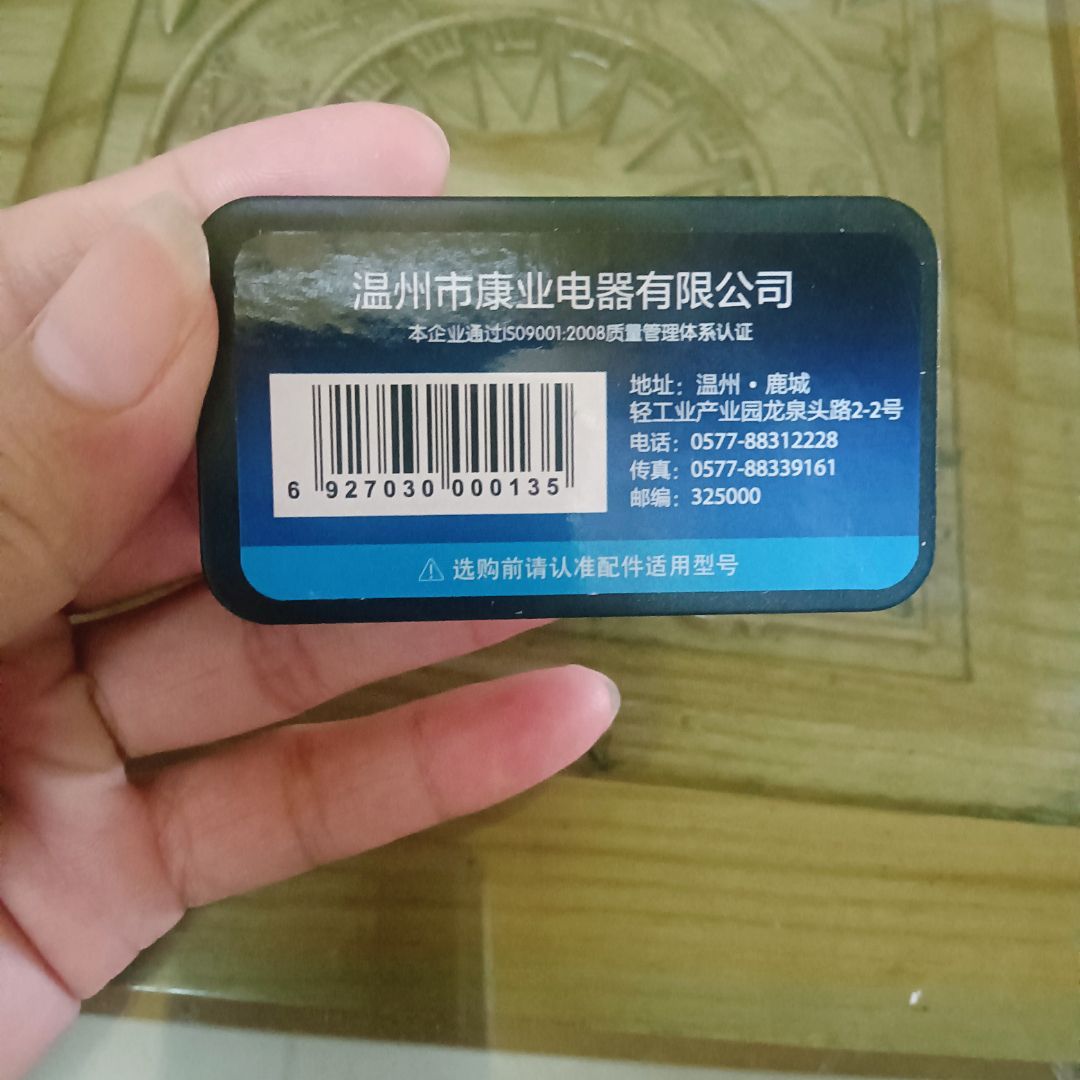 温州市康业电器有限公司
本企业通过ISO9001:2008质量管理体系认证
地址：温州·鹿城
轻工业产业园龙泉头路2-2号
电话：0577-88312228
传真：0577-88339161
邮编：325000
6 927030 000135
选购前请认准配件适用型号